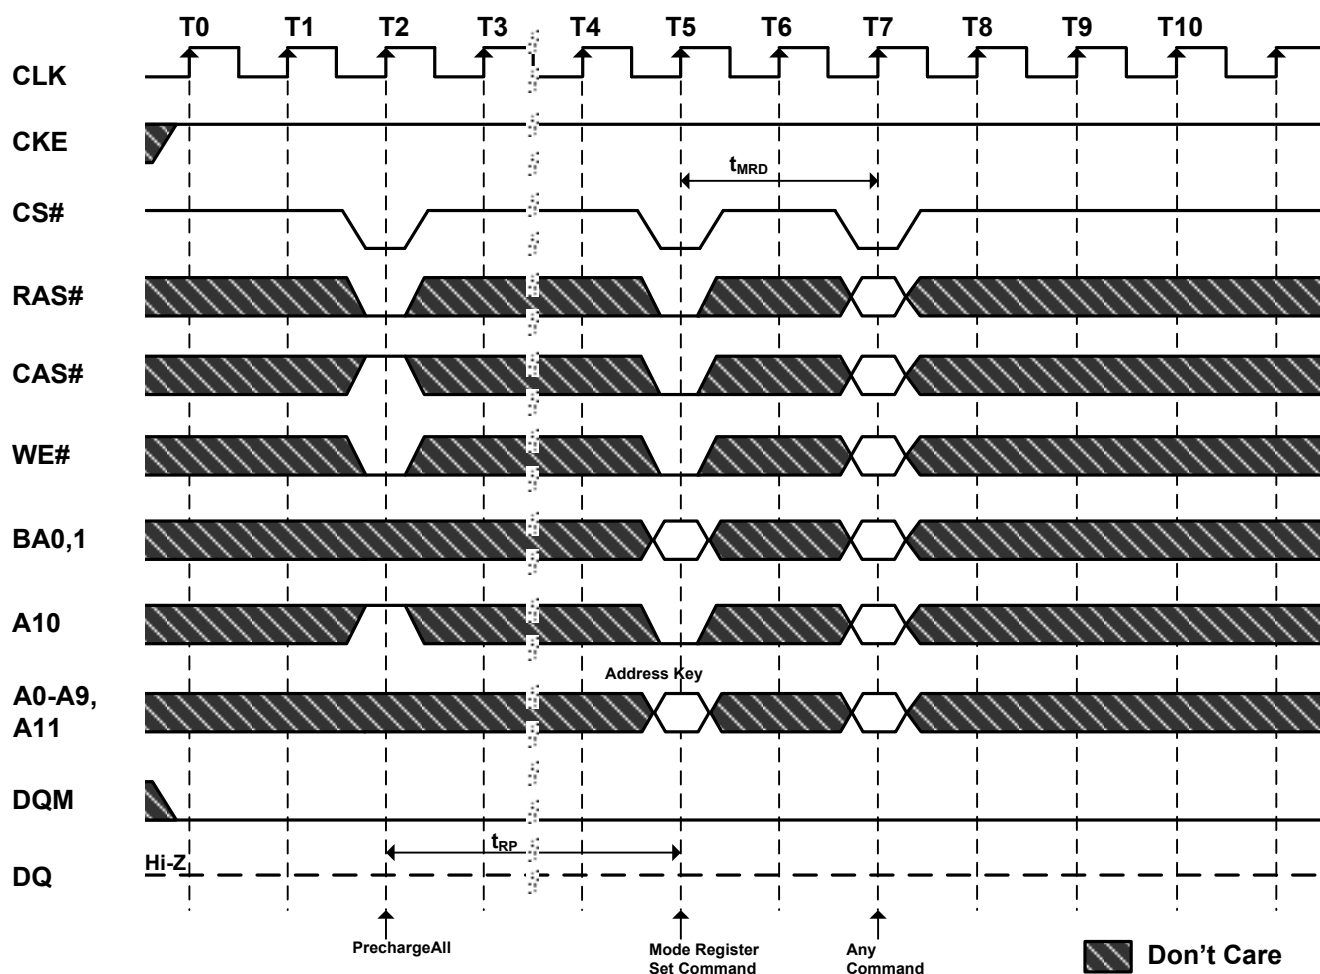 T0 T1 T2 T3 T4 T5 T6 T7 T8 T9 T10
CLK
CKE
tMRD
CS#
RAS#
CAS#
WE#
BA0,1
A10
Address Key
A0-A9,
A11
DQM
tRP
Hi-Z
DQ
PrechargeAll
Mode Register
Set Command
Any
Command
Don't Care